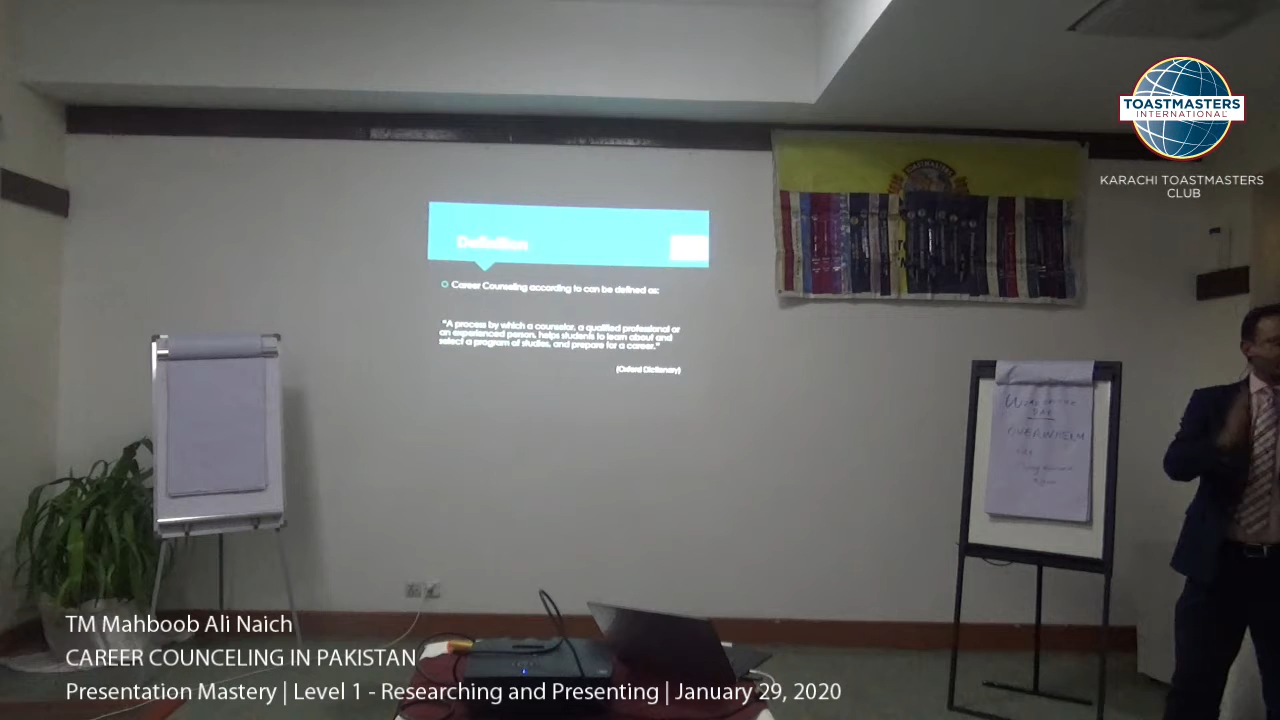 TOASTMASTERS
INTERNATIONAL
KARACHI TOASTMASTERS
CLUB
TOASTMASTERS
Definition
Career Counseling according to can be defined as:
"A process by which a counselor, a qualified professional or
an experienced person, helps students to learn about and
select a program of studies, and prepare for a career."
(Oxford Dictionary)
DAY
TM Mahboob Ali Naich
CAREER COUNCELING IN PAKISTAN
Presentation Mastery | Level 1 - Researching and Presenting | January 29, 2020